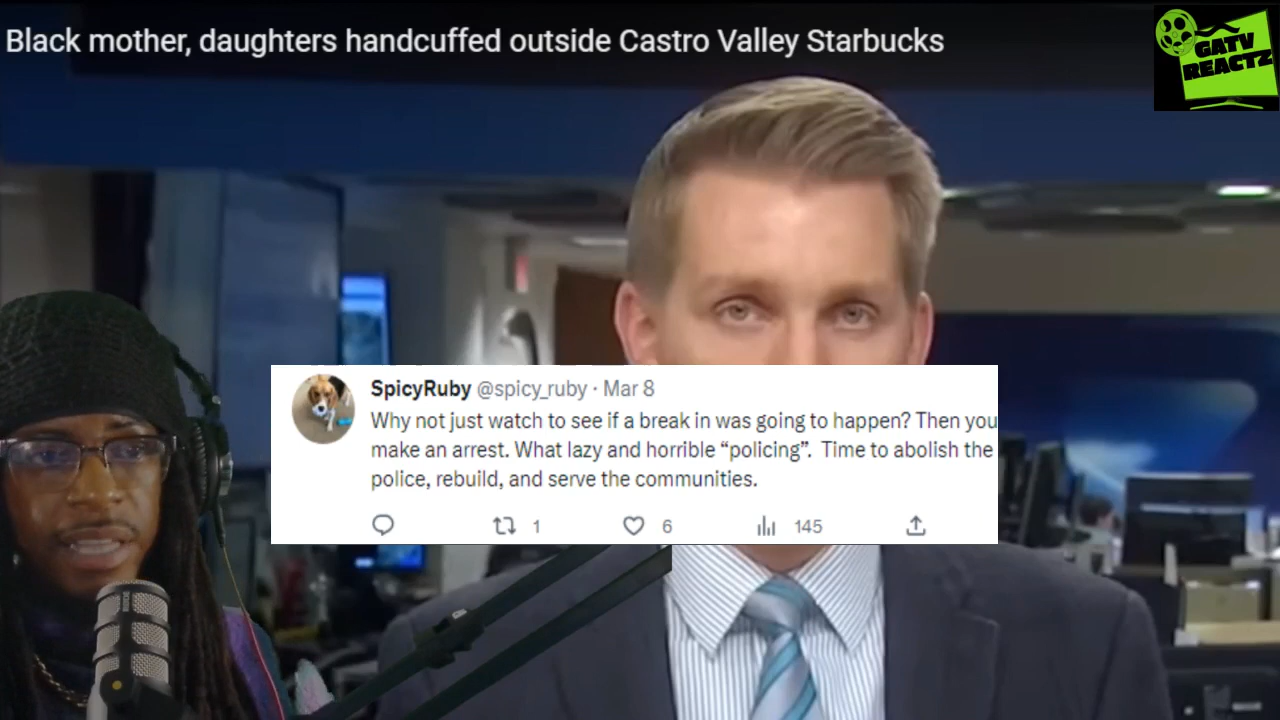 Black mother, daughters handcuffed outside Castro Valley Starbucks
GATV
REACTZ
SpicyRuby @spicy_ruby · Mar 8
Why not just watch to see if a break in was going to happen? Then you
make an arrest. What lazy and horrible “policing”. Time to abolish the
police, rebuild, and serve the communities.
1 6 145